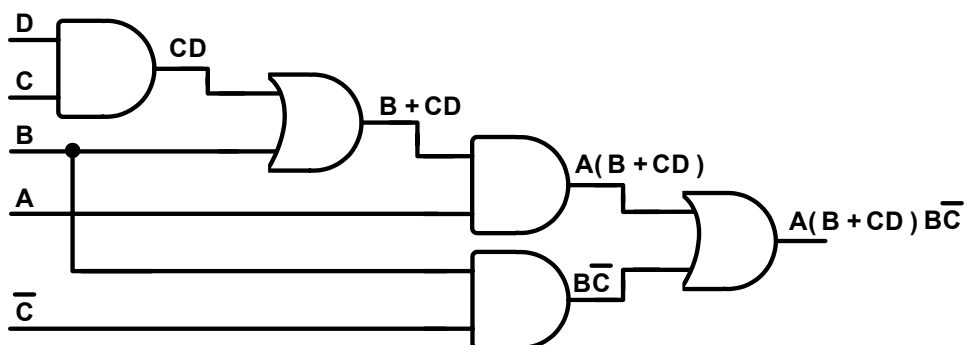 D
CD
C
B + CD
B
A ( B + CD )
A
A ( B + CD ) BC̅
BC̅
C̅